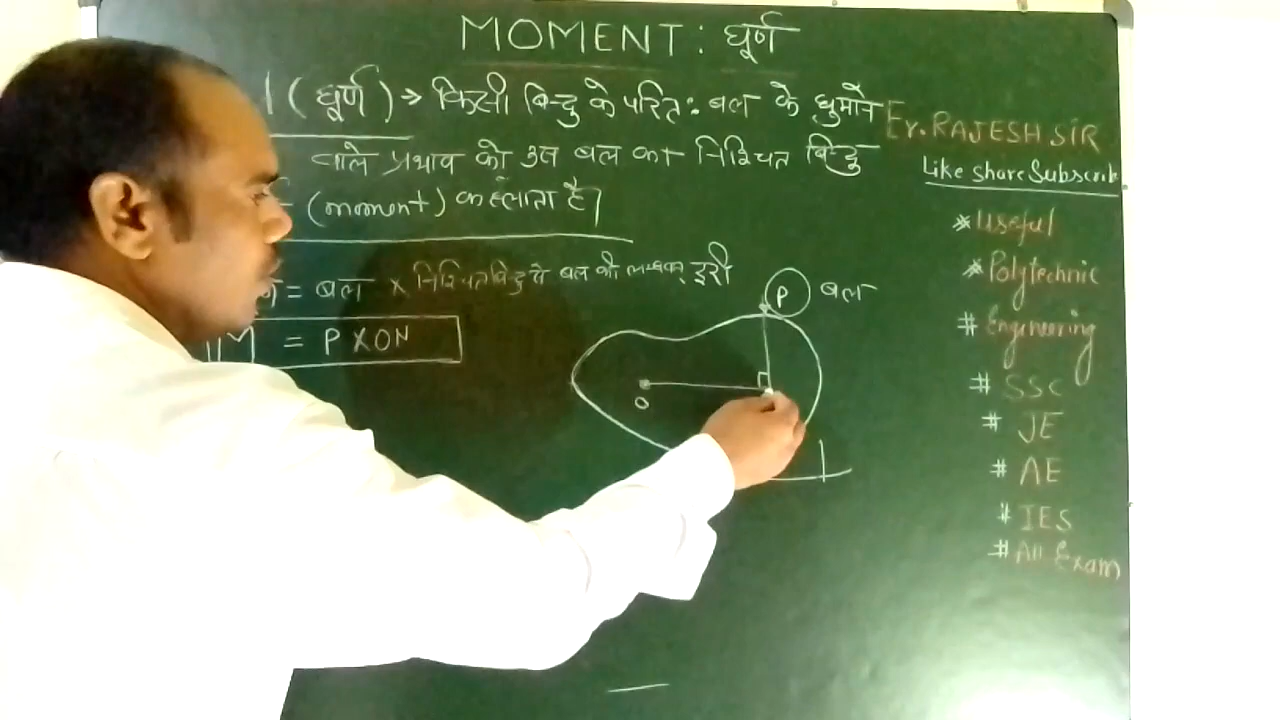 MOMENT: घूर्ण
(घूर्ण) → किसी बिन्दु के परित: बल के घुमाने
वाले प्रभाव को उस बल का निश्चित बिन्दु
(moment) कहलाता है।
= बल × निश्चित बिन्दु से बल की लम्बवत् दूरी
M = P X ON
P बल
O
Er. RAJESH SIR
Like share Subscribe
* Useful
* Polytechnic
# Engineering
# SSC
# JE
# AE
# IES
# All Exam